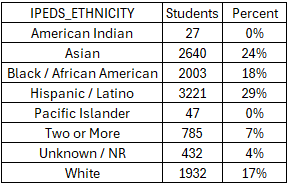 IPEDS_ETHNICITY Students Percent
American Indian 27 0%
Asian 2640 24%
Black / African American 2003 18%
Hispanic / Latino 3221 29%
Pacific Islander 47 0%
Two or More 785 7%
Unknown / NR 432 4%
White 1932 17%